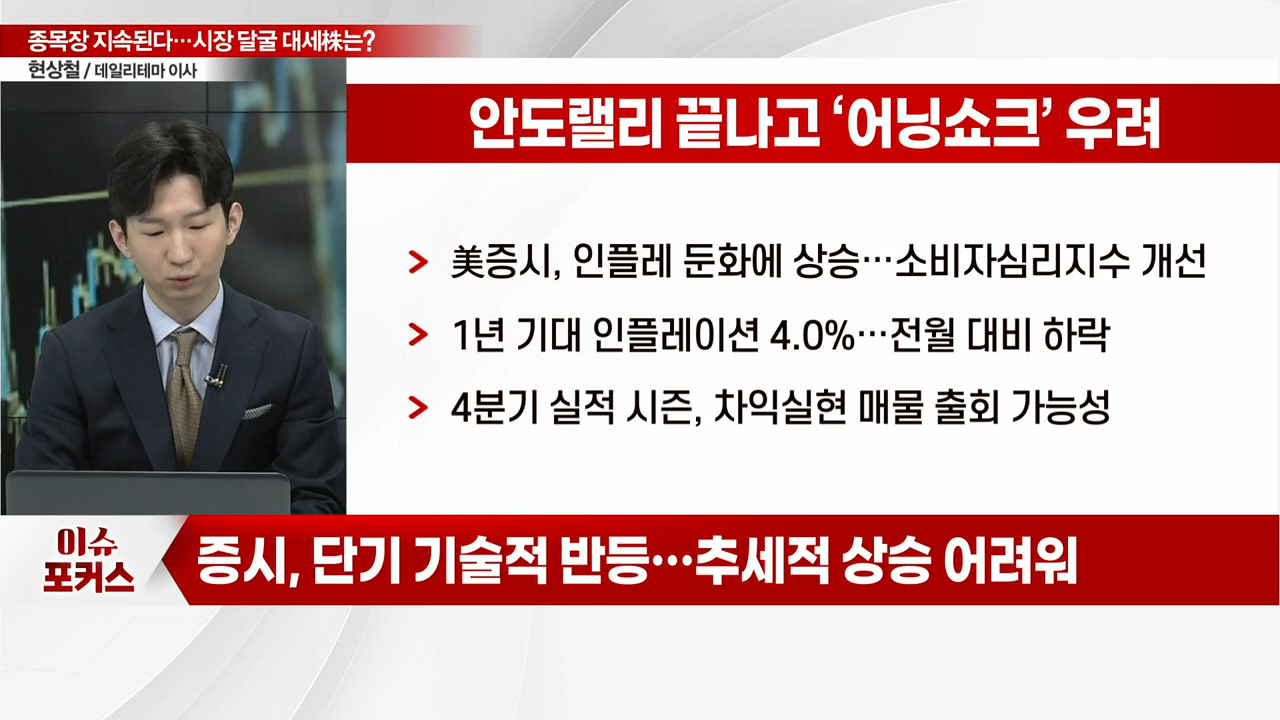 종목장 지속된다…시장 달굴 대세株는?
현상철 / 데일리테마 이사
안도랠리 끝나고 ‘어닝쇼크’ 우려
> 美증시, 인플레 둔화에 상승…소비자심리지수 개선
> 1년 기대 인플레이션 4.0%…전월 대비 하락
> 4분기 실적 시즌, 차익실현 매물 출회 가능성
이슈
포커스
증시, 단기 기술적 반등…추세적 상승 어려워